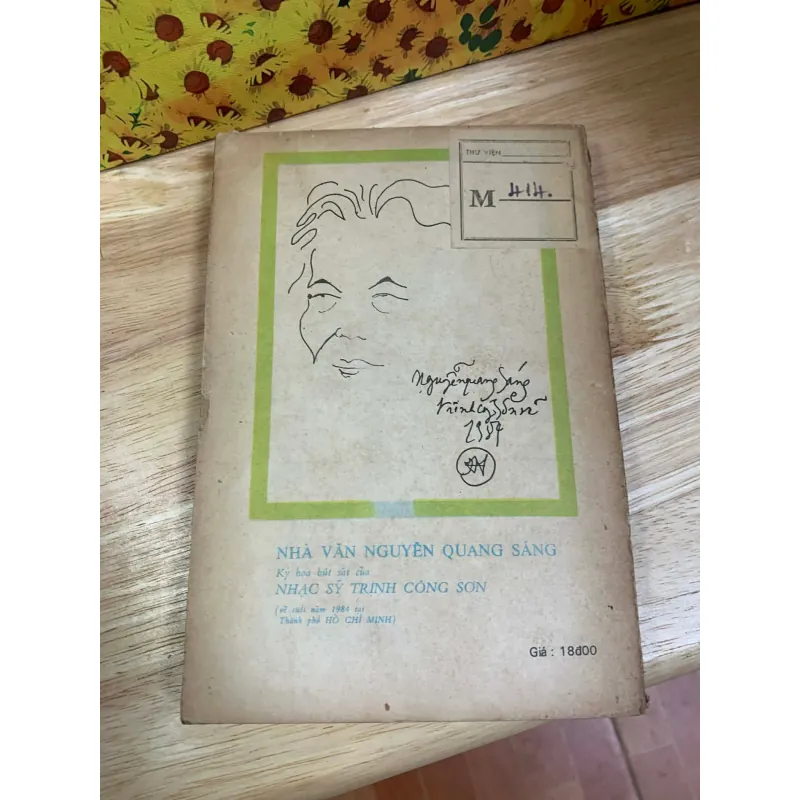 THƯ VIỆN
M 414.
Nguyễn quang Sáng
Trịnh Công Sơn vẽ
1984
NHÀ VĂN NGUYỄN QUANG SÁNG
Ký họa bút sắt của
NHẠC SỸ TRỊNH CÔNG SƠN
(vẽ cuối năm 1984 tại
Thành phố HỒ CHÍ MINH)
Giá : 18đ00